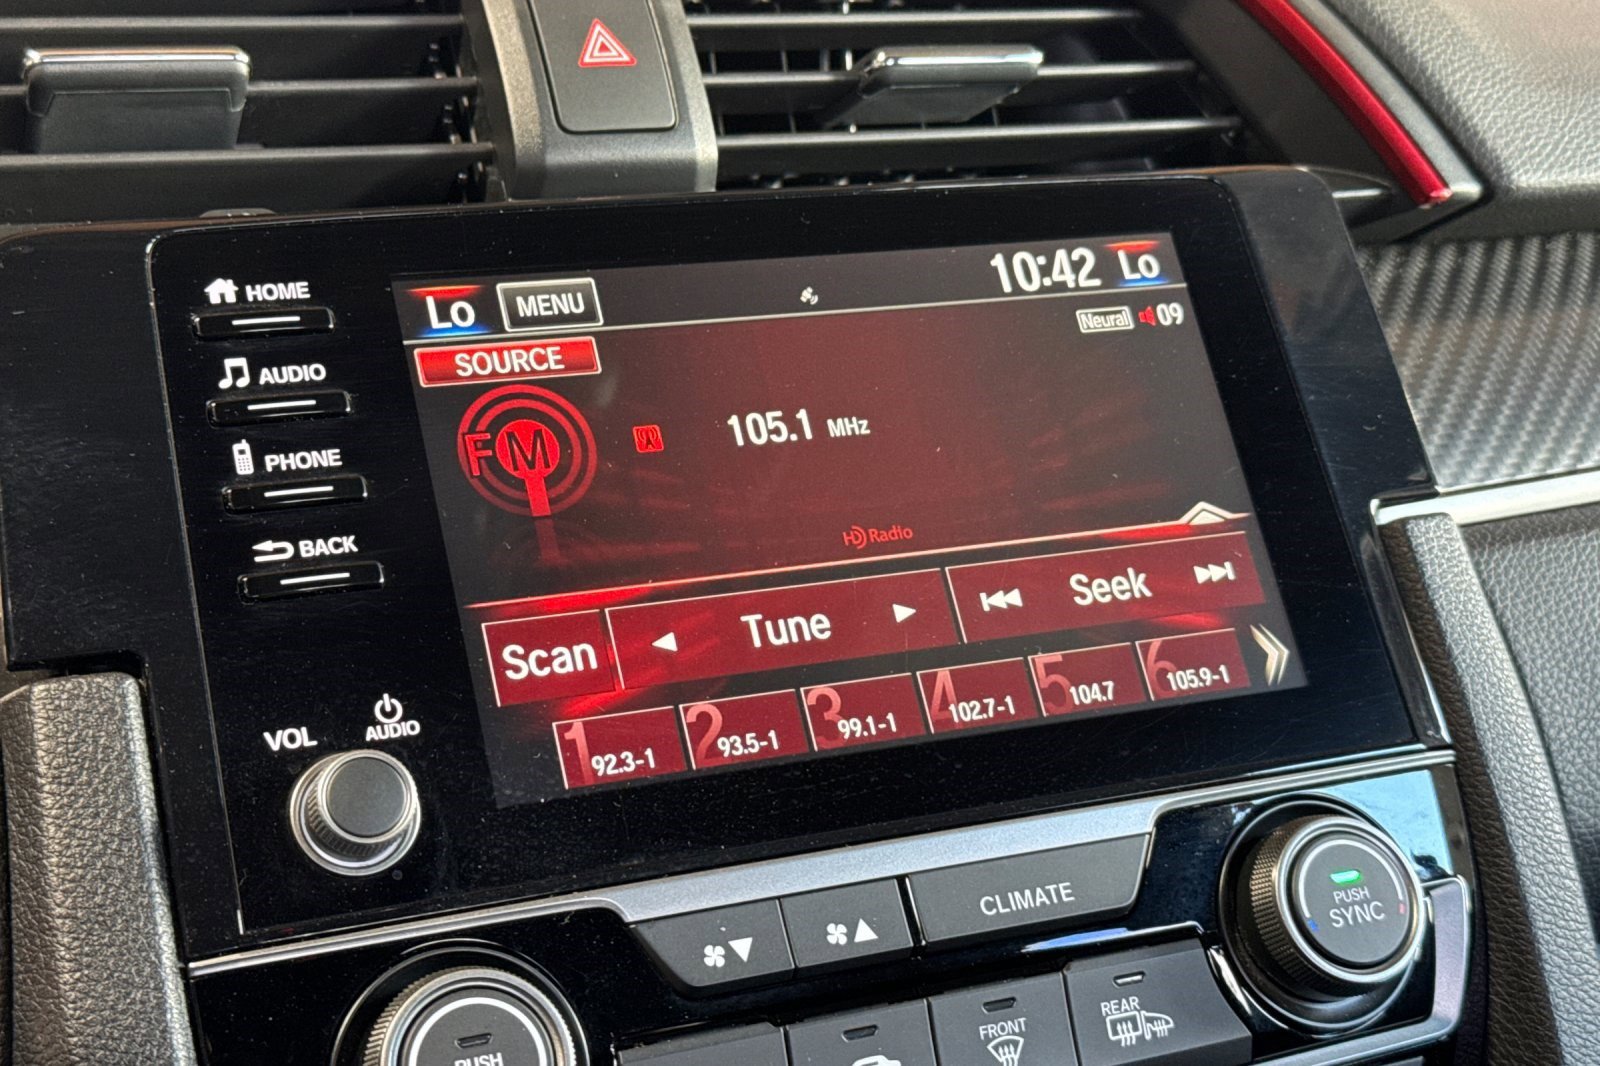 HOME
AUDIO
PHONE
BACK
VOL
AUDIO
Lo
MENU
10:42
Lo
Neural
09
SOURCE
FM
105.1 MHz
HD Radio
Scan
Tune
Seek
1 92.3-1
2 93.5-1
3 99.1-1
4 102.7-1
5 104.7
6 105.9-1
CLIMATE
PUSH
SYNC
PUSH
FRONT
REAR